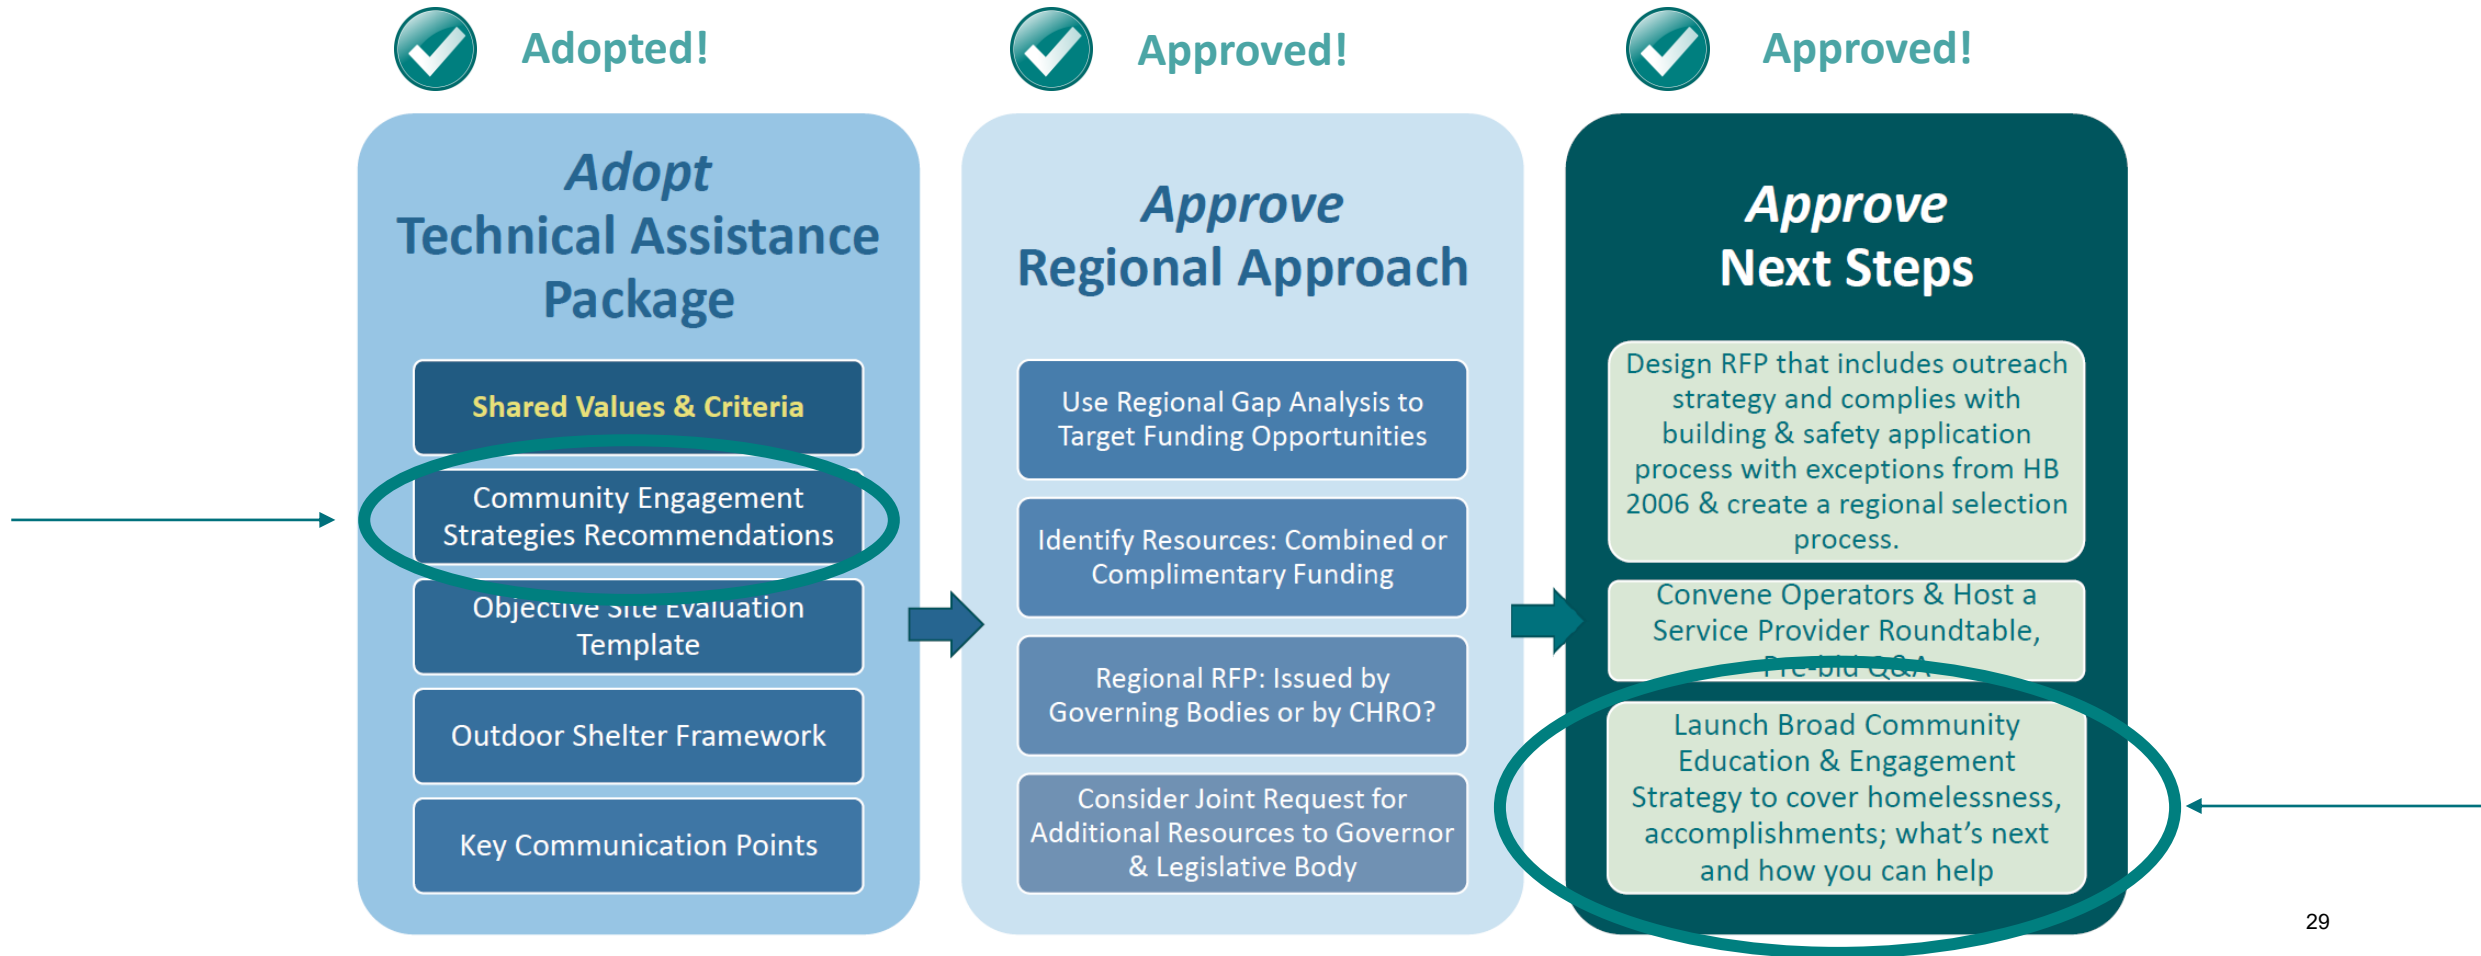 Adopted!
Approved!
Approved!
Adopt
Technical Assistance
Package
Shared Values & Criteria
Community Engagement
Strategies Recommendations
Objective Site Evaluation
Template
Outdoor Shelter Framework
Key Communication Points
Approve
Regional Approach
Use Regional Gap Analysis to
Target Funding Opportunities
Identify Resources: Combined or
Complimentary Funding
Regional RFP: Issued by
Governing Bodies or by CHRO?
Consider Joint Request for
Additional Resources to Governor
& Legislative Body
Approve
Next Steps
Design RFP that includes outreach
strategy and complies with
building & safety application
process with exceptions from HB
2006 & create a regional selection
process.
Convene Operators & Host a
Service Provider Roundtable,
Pre-bid Q&A
Launch Broad Community
Education & Engagement
Strategy to cover homelessness,
accomplishments; what's next
and how you can help
29